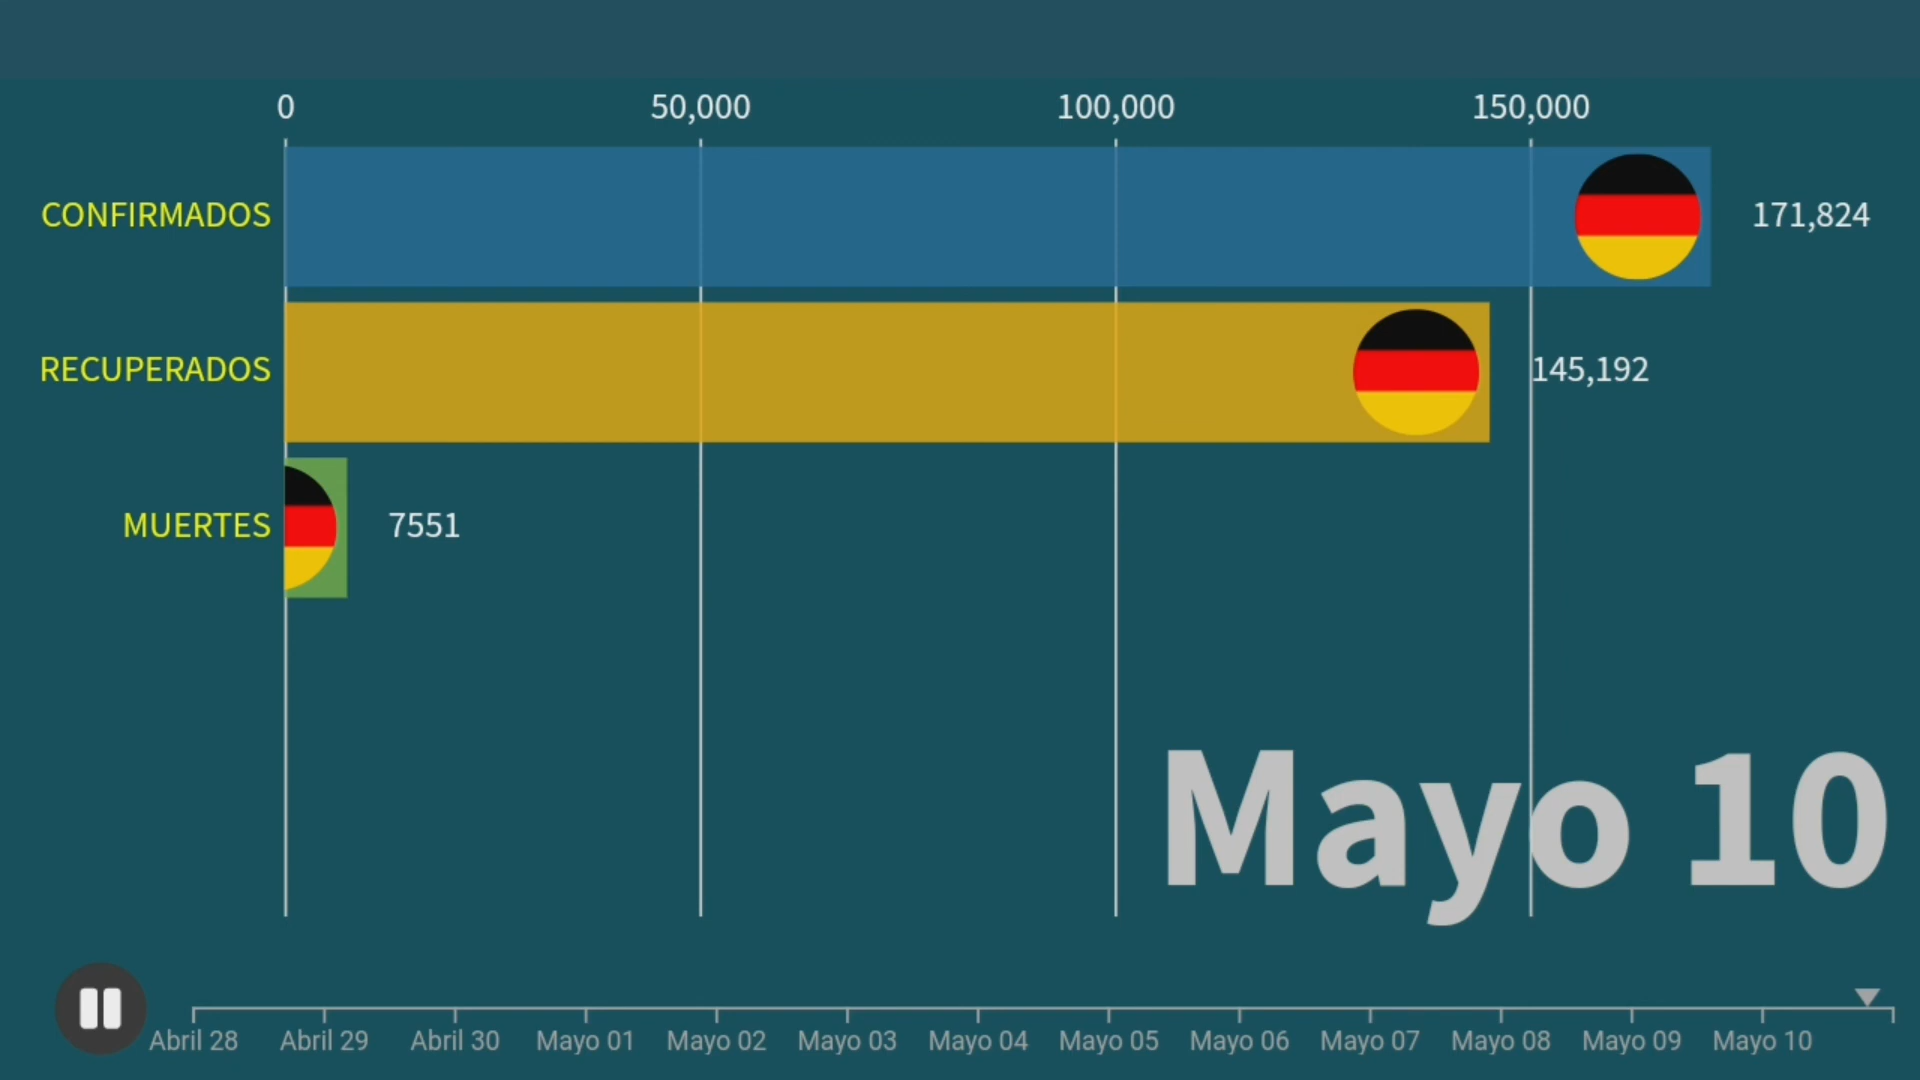 0 50,000 100,000 150,000
CONFIRMADOS 171,824
RECUPERADOS 145,192
MUERTES 7551
Mayo 10
Abril 28 Abril 29 Abril 30 Mayo 01 Mayo 02 Mayo 03 Mayo 04 Mayo 05 Mayo 06 Mayo 07 Mayo 08 Mayo 09 Mayo 10